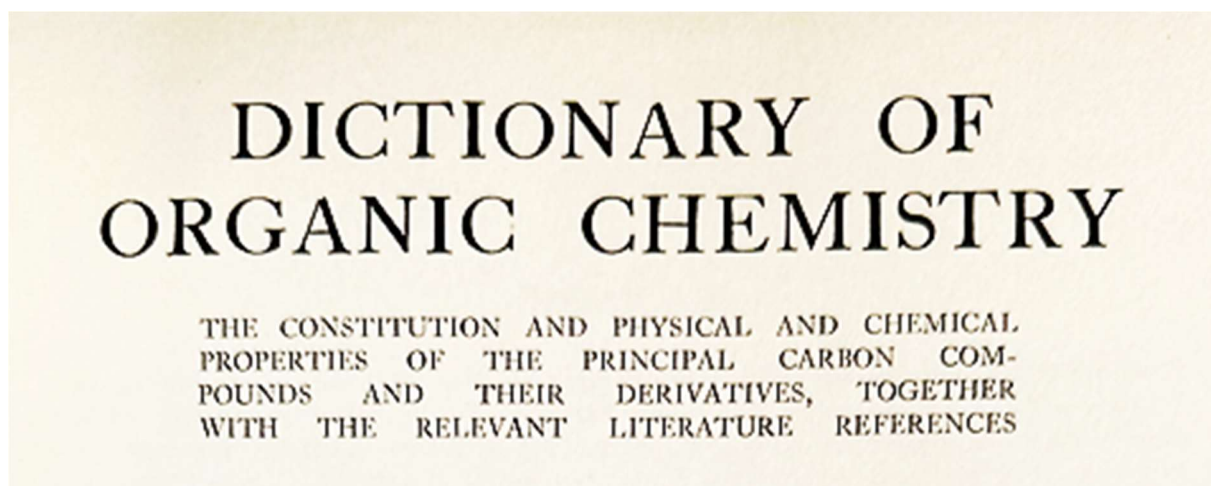 DICTIONARY OF
ORGANIC CHEMISTRY
THE CONSTITUTION AND PHYSICAL AND CHEMICAL
PROPERTIES OF THE PRINCIPAL CARBON COM-
POUNDS AND THEIR DERIVATIVES, TOGETHER
WITH THE RELEVANT LITERATURE REFERENCES